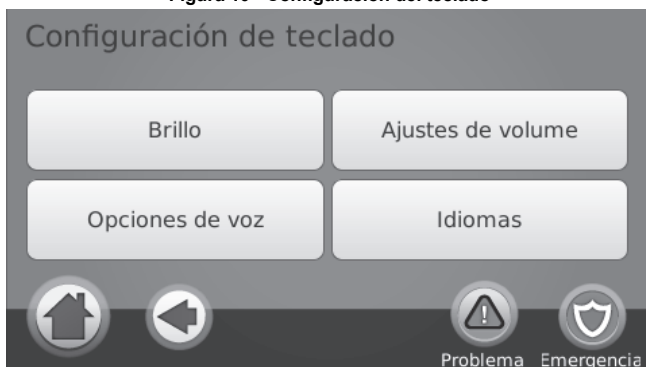 Configuración de teclado
Brillo
Ajustes de volume
Opciones de voz
Idiomas
Problema
Emergencia